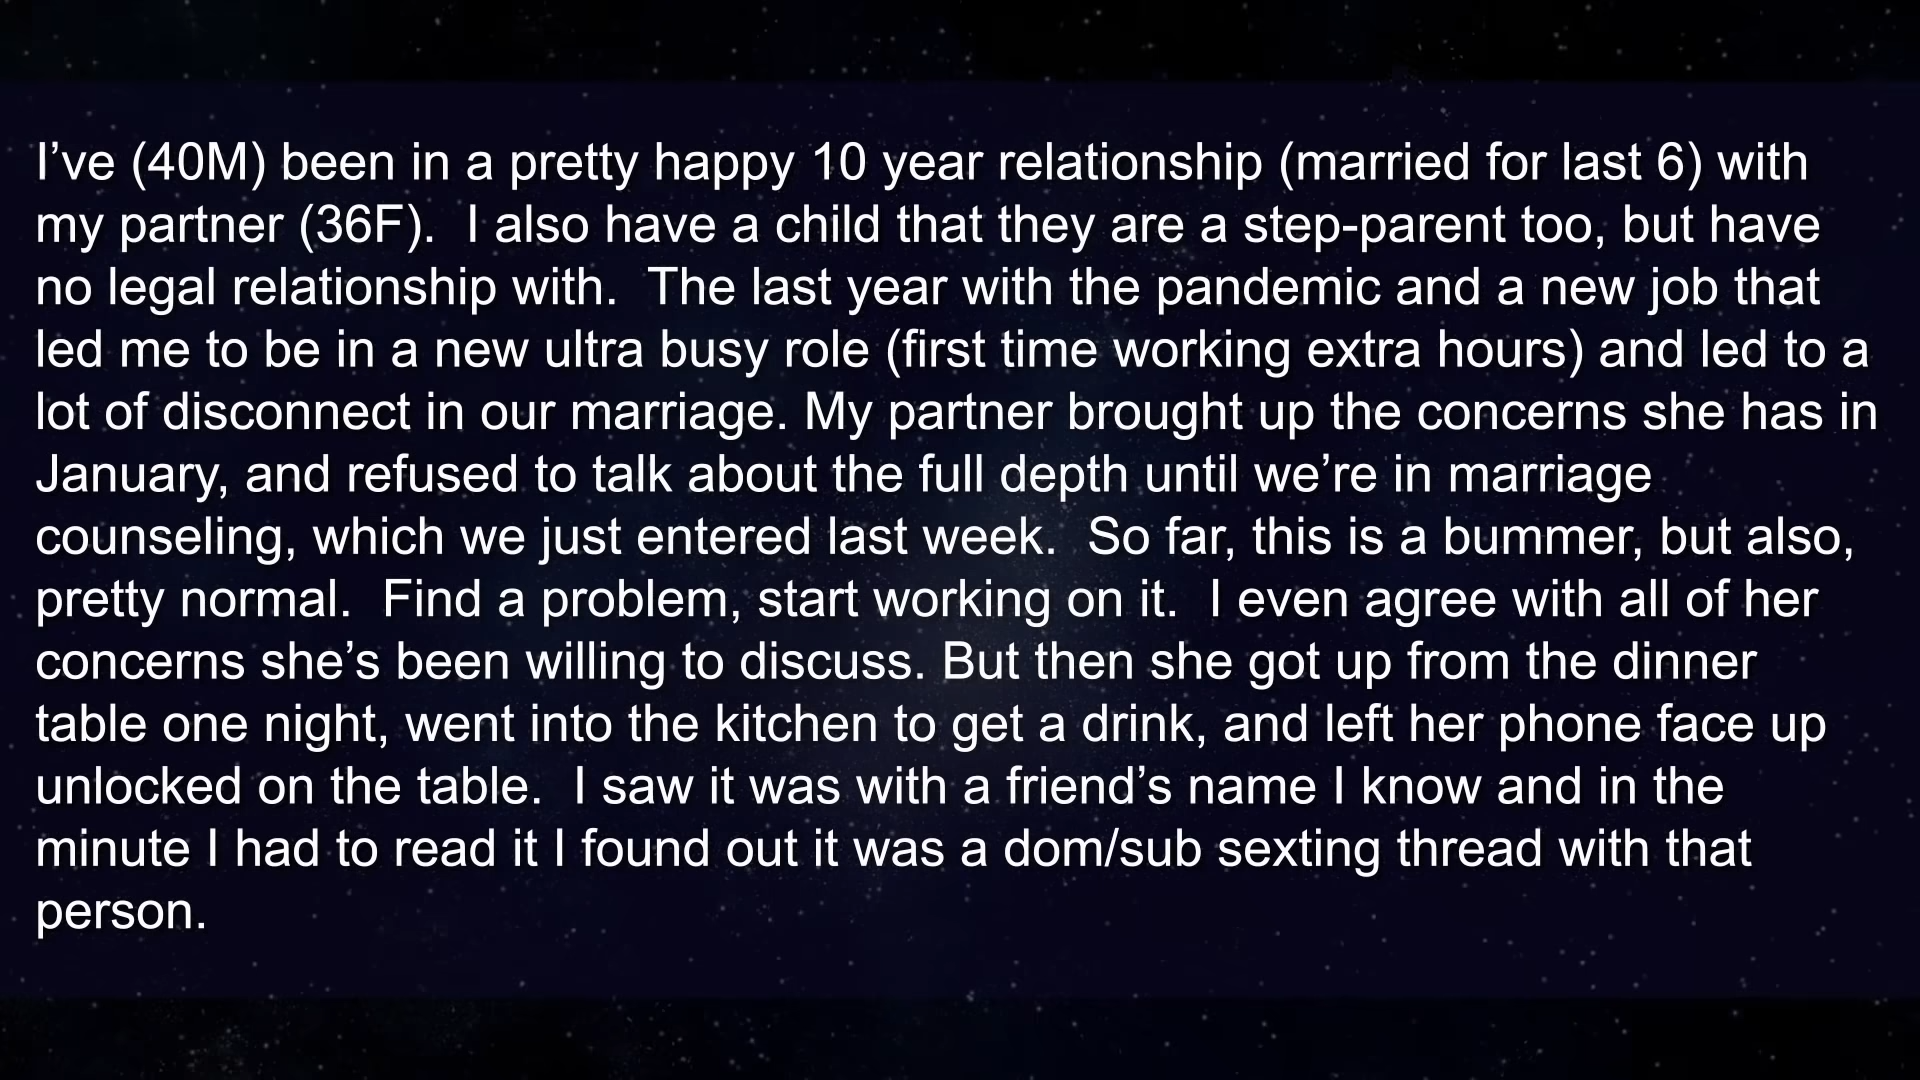 I’ve (40M) been in a pretty happy 10 year relationship (married for last 6) with
my partner (36F).  I also have a child that they are a step-parent too, but have
no legal relationship with.  The last year with the pandemic and a new job that
led me to be in a new ultra busy role (first time working extra hours) and led to a
lot of disconnect in our marriage. My partner brought up the concerns she has in
January, and refused to talk about the full depth until we’re in marriage
counseling, which we just entered last week.  So far, this is a bummer, but also,
pretty normal.  Find a problem, start working on it.  I even agree with all of her
concerns she’s been willing to discuss. But then she got up from the dinner
table one night, went into the kitchen to get a drink, and left her phone face up
unlocked on the table.  I saw it was with a friend’s name I know and in the
minute I had to read it I found out it was a dom/sub sexting thread with that
person.